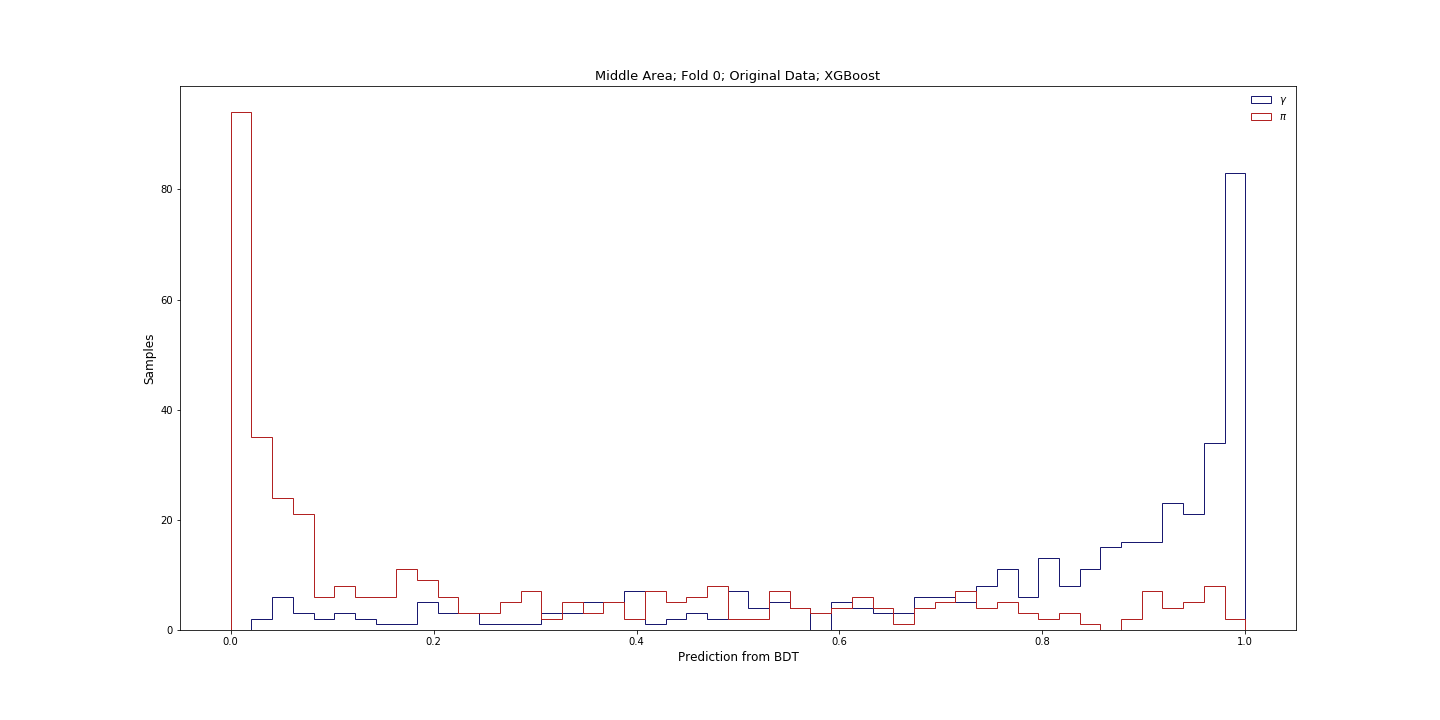 Middle Area; Fold 0; Original Data; XGBoost
γ
π
80
60
40
20
0
Samples
0.0 0.2 0.4 0.6 0.8 1.0
Prediction from BDT